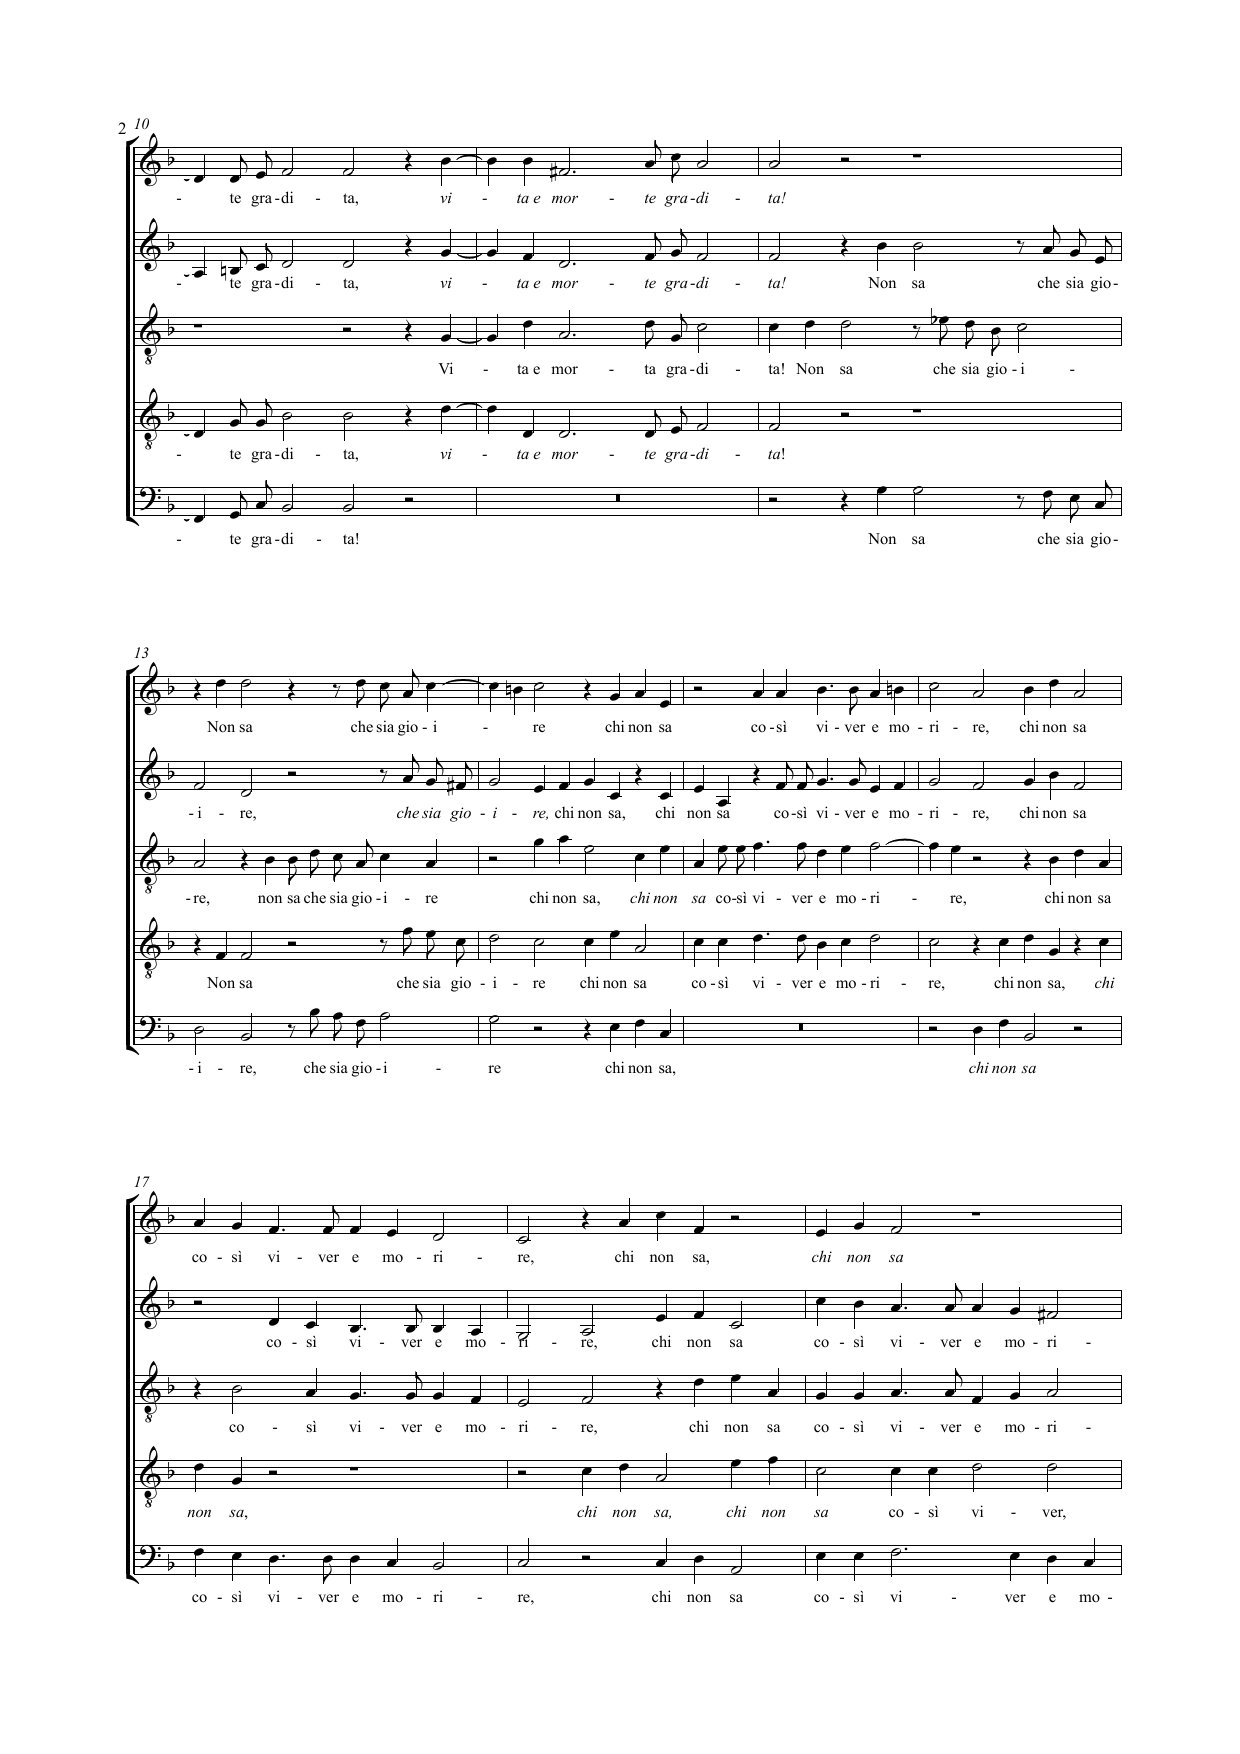 2 10
- te gra - di - ta, vi - ta e mor - te gra - di - ta!
- te gra - di - ta, vi - ta e mor - te gra - di - ta! Non sa che sia gio -
Vi - ta e mor - ta gra - di - ta! Non sa che sia gio - i -
- te gra - di - ta, vi - ta e mor - te gra - di - ta!
- te gra - di - ta! Non sa che sia gio -
13
Non sa che sia gio - i - re chi non sa co - sì vi - ver e mo - ri - re, chi non sa
- i - re, che sia gio - i - re, chi non sa, chi non sa co - sì vi - ver e mo - ri - re, chi non sa
- re, non sa che sia gio - i - re chi non sa, chi non sa co - sì vi - ver e mo - ri - re, chi non sa
Non sa che sia gio - i - re chi non sa co - sì vi - ver e mo - ri - re, chi non sa, chi
- i - re, che sia gio - i - re chi non sa, chi non sa
17
co - sì vi - ver e mo - ri - re, chi non sa, chi non sa
co - sì vi - ver e mo - ri - re, chi non sa co - sì vi - ver e mo - ri -
co - sì vi - ver e mo - ri - re, chi non sa co - sì vi - ver e mo - ri -
non sa, chi non sa, chi non sa co - sì vi - ver,
co - sì vi - ver e mo - ri - re, chi non sa co - sì vi - ver e mo -